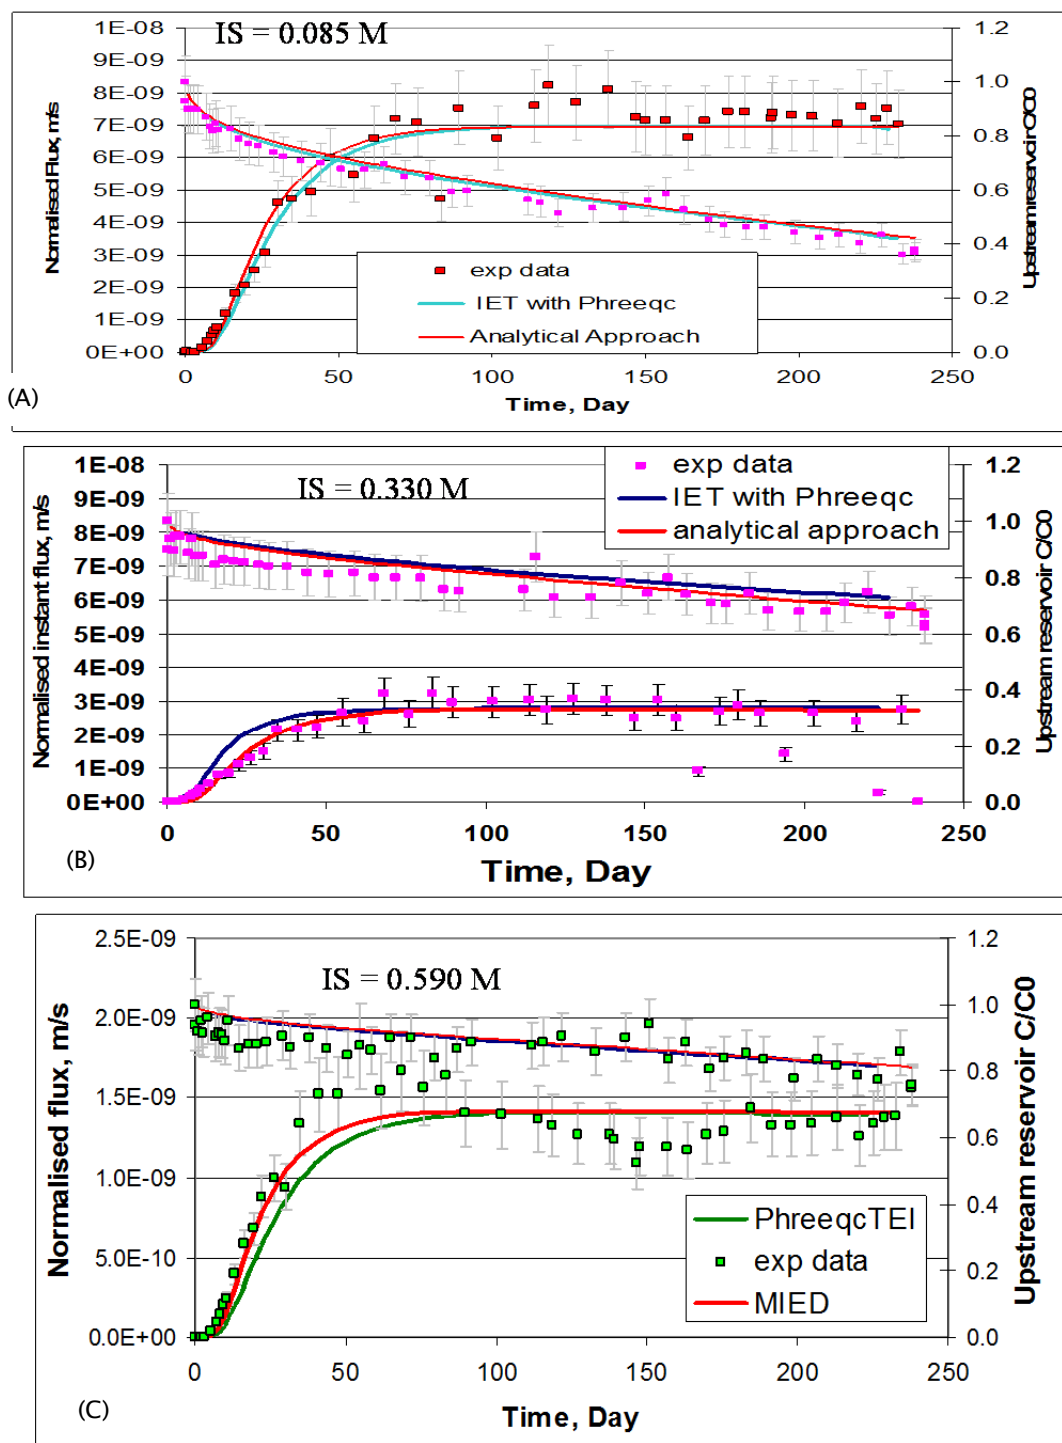 IS = 0.085 M
1E-08
9E-09
8E-09
7E-09
6E-09
5E-09
4E-09
3E-09
2E-09
1E-09
0E+00
Normalised Flux, m/s
1.2
1.0
0.8
0.6
0.4
0.2
0.0
Upstream reservoir C/C0
exp data
IET with Phreeqc
Analytical Approach
0 50 100 150 200 250
Time, Day
(A)
IS = 0.330 M
1E-08
9E-09
8E-09
7E-09
6E-09
5E-09
4E-09
3E-09
2E-09
1E-09
0E+00
Normalised instant flux, m/s
exp data
IET with Phreeqc
analytical approach
1.2
1.0
0.8
0.6
0.4
0.2
0.0
Upstream reservoir C/C0
0 50 100 150 200 250
Time, Day
(B)
IS = 0.590 M
2.5E-09
2.0E-09
1.5E-09
1.0E-09
5.0E-10
0.0E+00
Normalised flux, m/s
1.2
1.0
0.8
0.6
0.4
0.2
0.0
Upstream reservoir C/C0
PhreeqcTEI
exp data
MIED
0 50 100 150 200 250
Time, Day
(C)